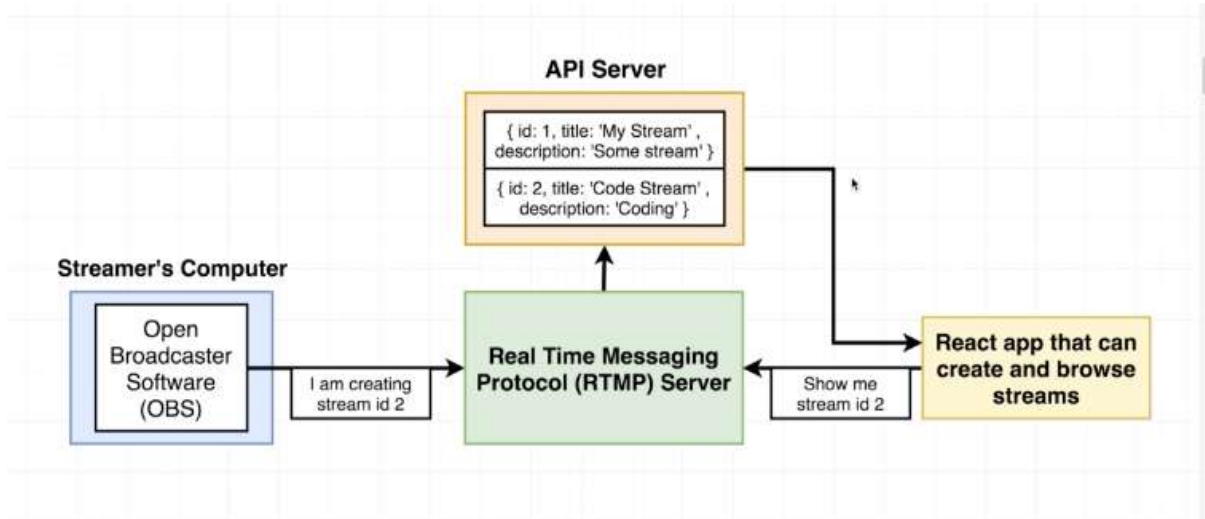 API Server
{ id: 1, title: 'My Stream' ,
description: 'Some stream' }
{ id: 2, title: 'Code Stream' ,
description: 'Coding' }
Streamer's Computer
Open
Broadcaster
Software
(OBS)
I am creating
stream id 2
Real Time Messaging
Protocol (RTMP) Server
Show me
stream id 2
React app that can
create and browse
streams